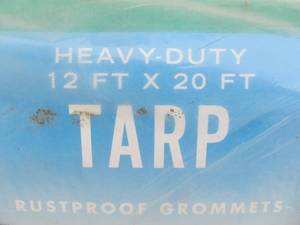 HEAVY-DUTY
12 FT X 20 FT
TARP
RUSTPROOF GROMMETS